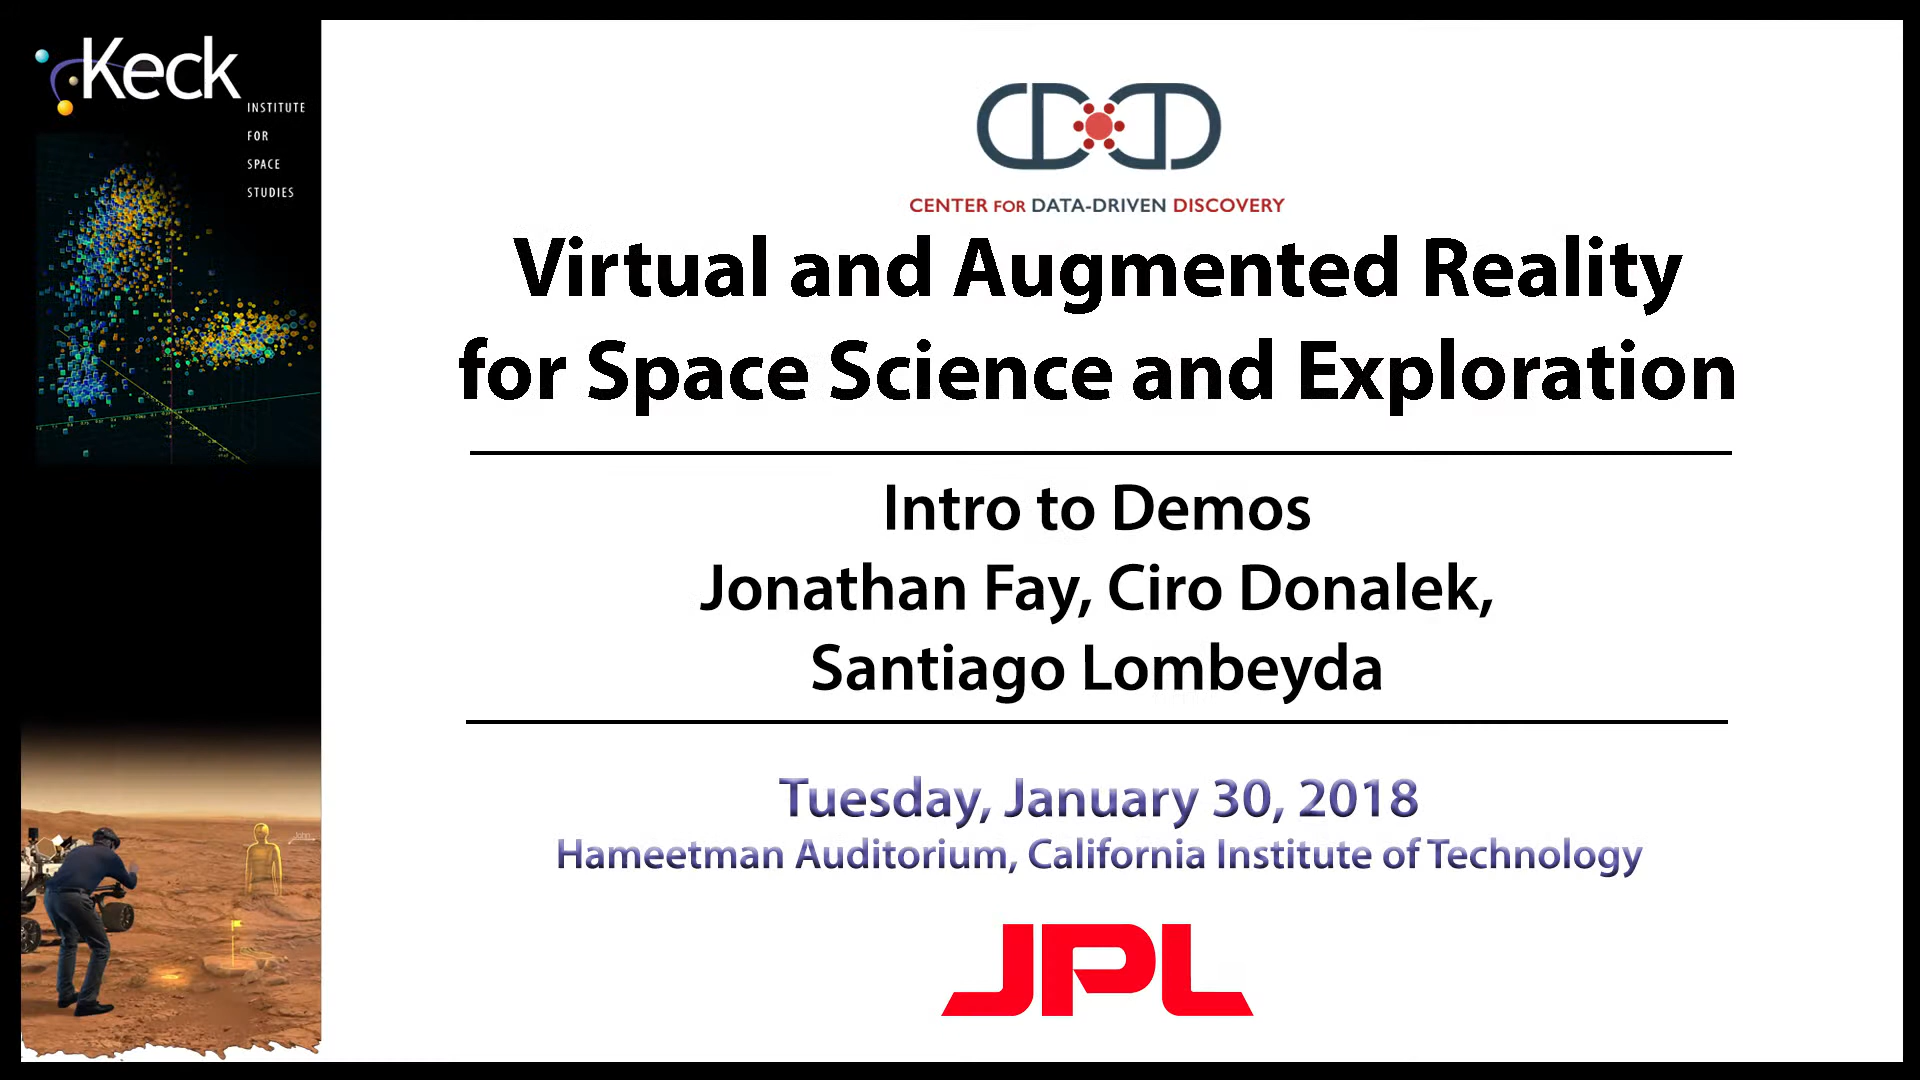 Keck
INSTITUTE
FOR
SPACE
STUDIES
CENTER FOR DATA-DRIVEN DISCOVERY
Virtual and Augmented Reality
for Space Science and Exploration
Intro to Demos
Jonathan Fay, Ciro Donalek,
Santiago Lombeyda
Tuesday, January 30, 2018
Hameetman Auditorium, California Institute of Technology
JPL
John